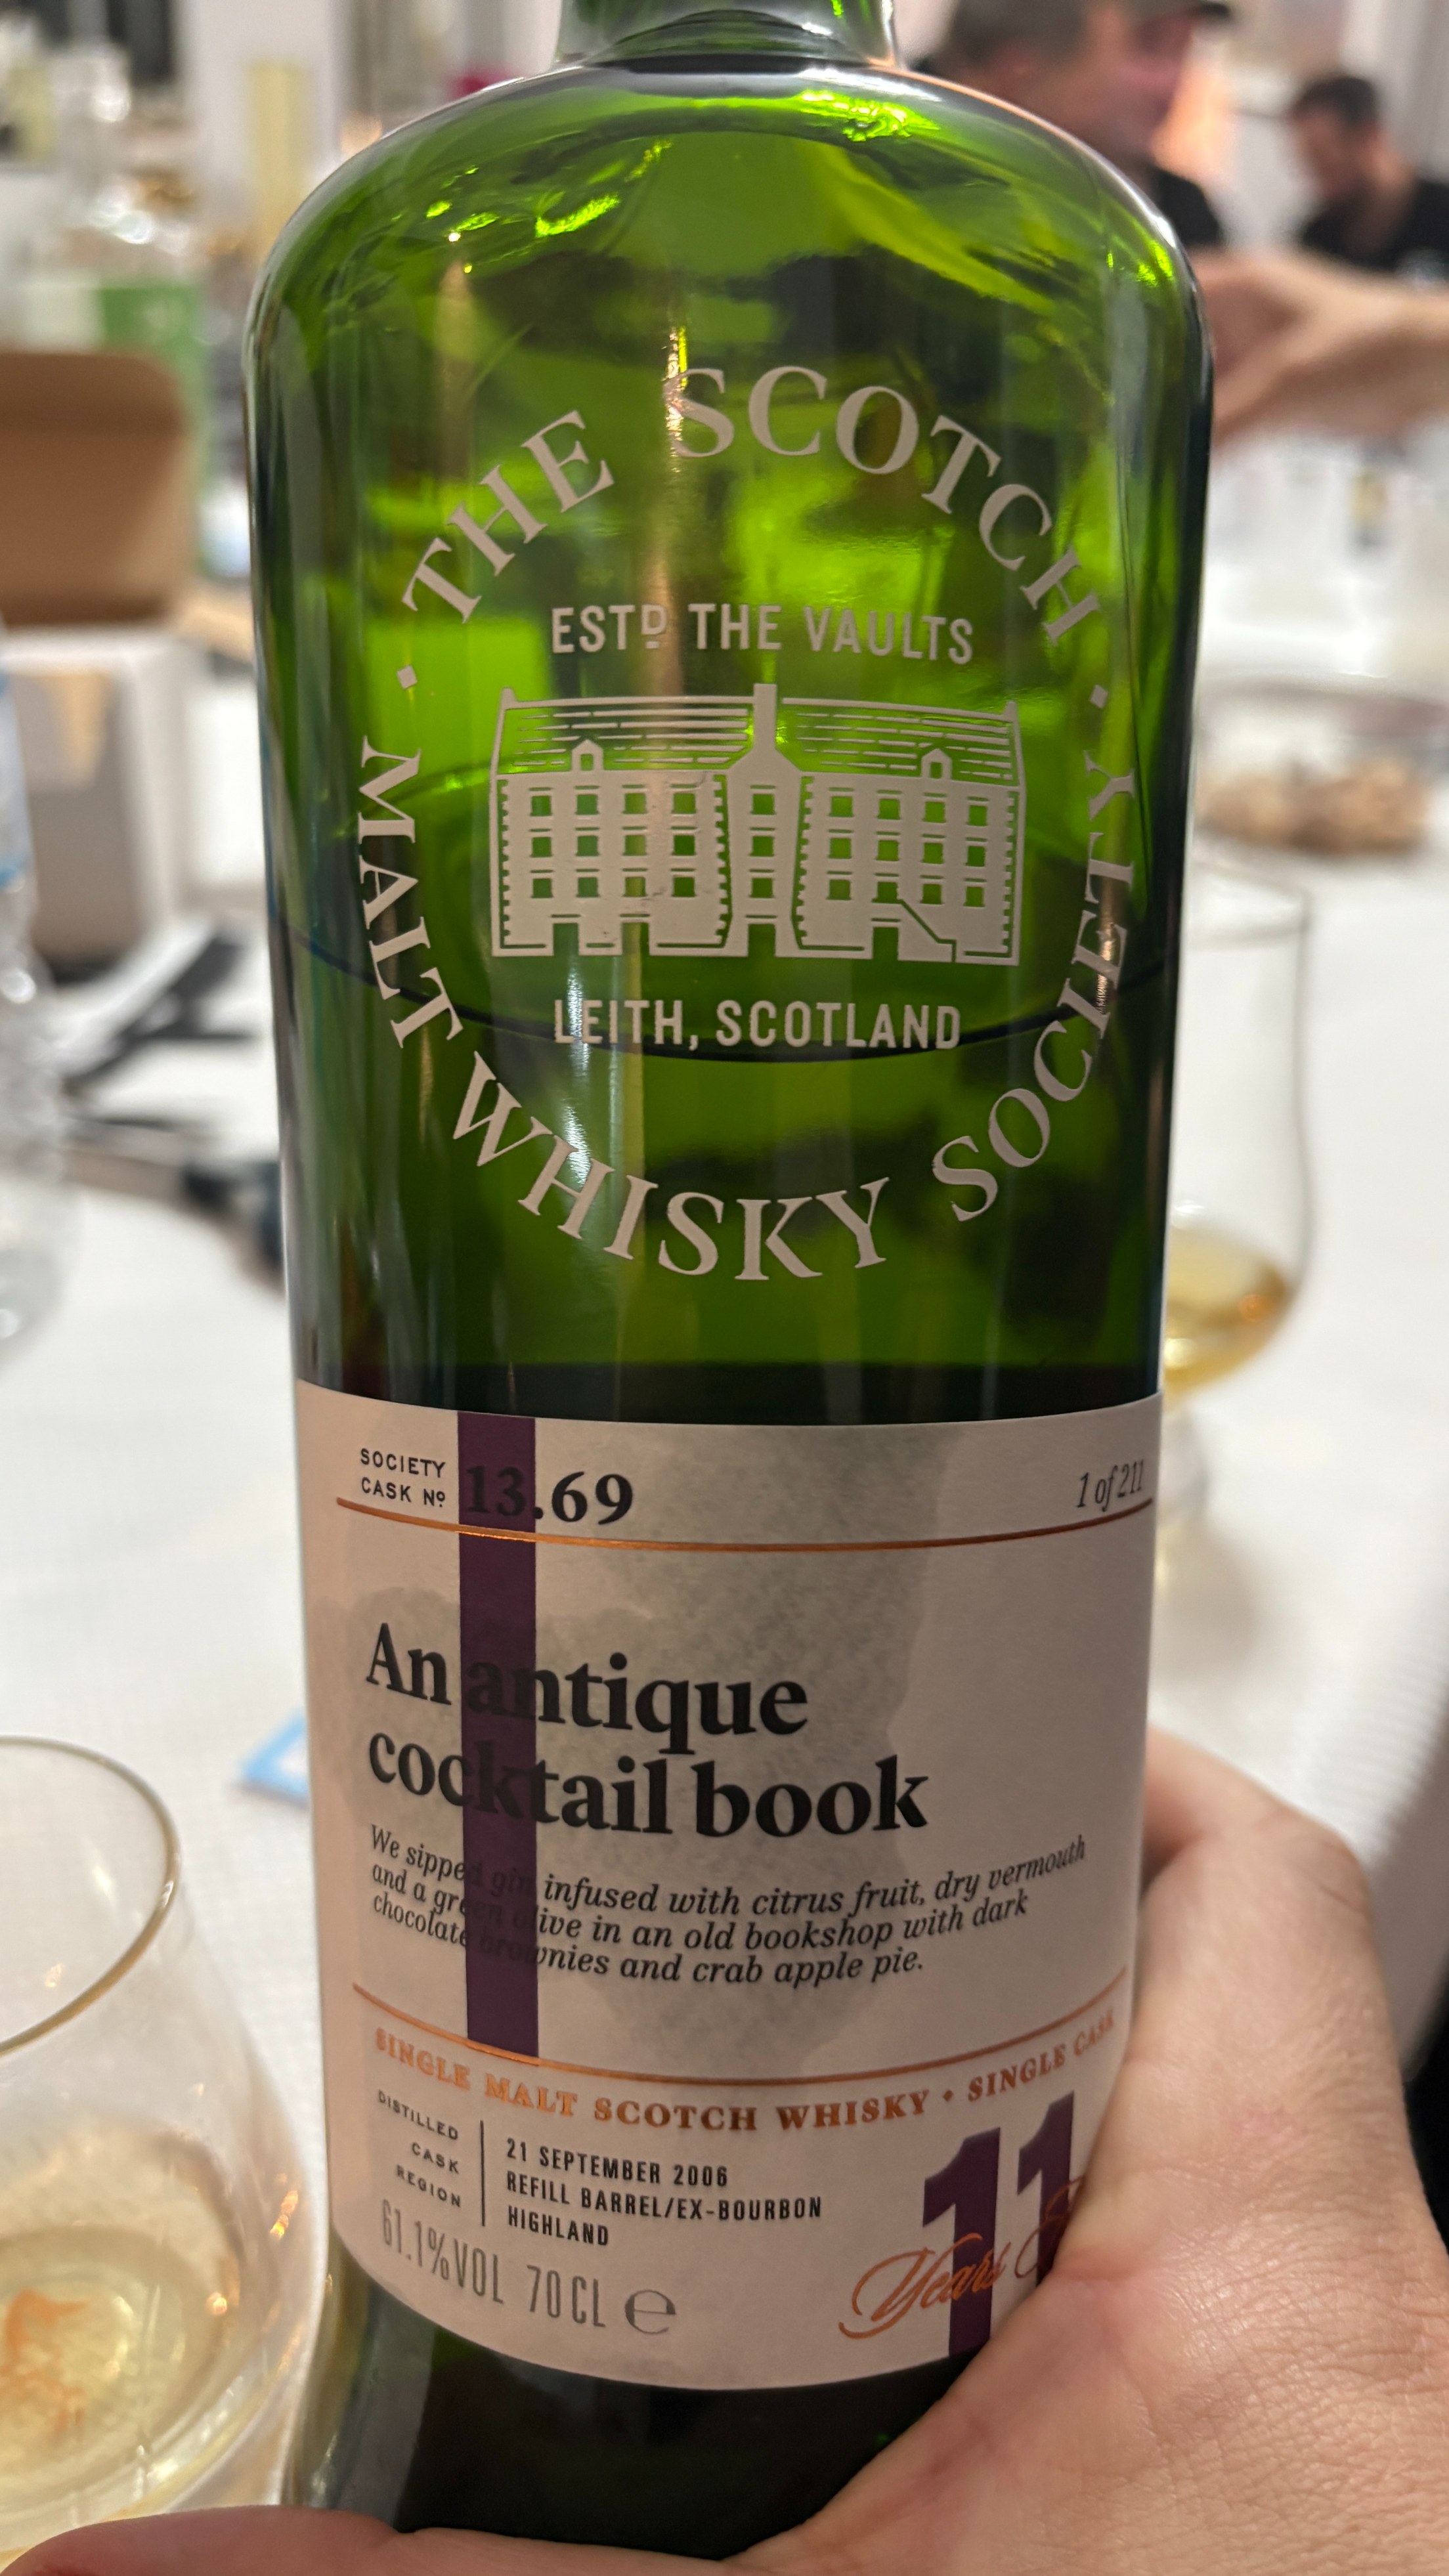 THE SCOTCH
MALT WHISKY SOCIETY
ESTD THE VAULTS
LEITH, SCOTLAND
SOCIETY
CASK Nº
13.69
1 of 211
An antique
cocktail book
We sipped gin infused with citrus fruit, dry vermouth
and a green olive in an old bookshop with dark
chocolate brownies and crab apple pie.
SINGLE MALT SCOTCH WHISKY • SINGLE CASK
DISTILLED 21 SEPTEMBER 2006
CASK REFILL BARREL/EX-BOURBON
REGION HIGHLAND
61.1%VOL 70CL e
11
Years